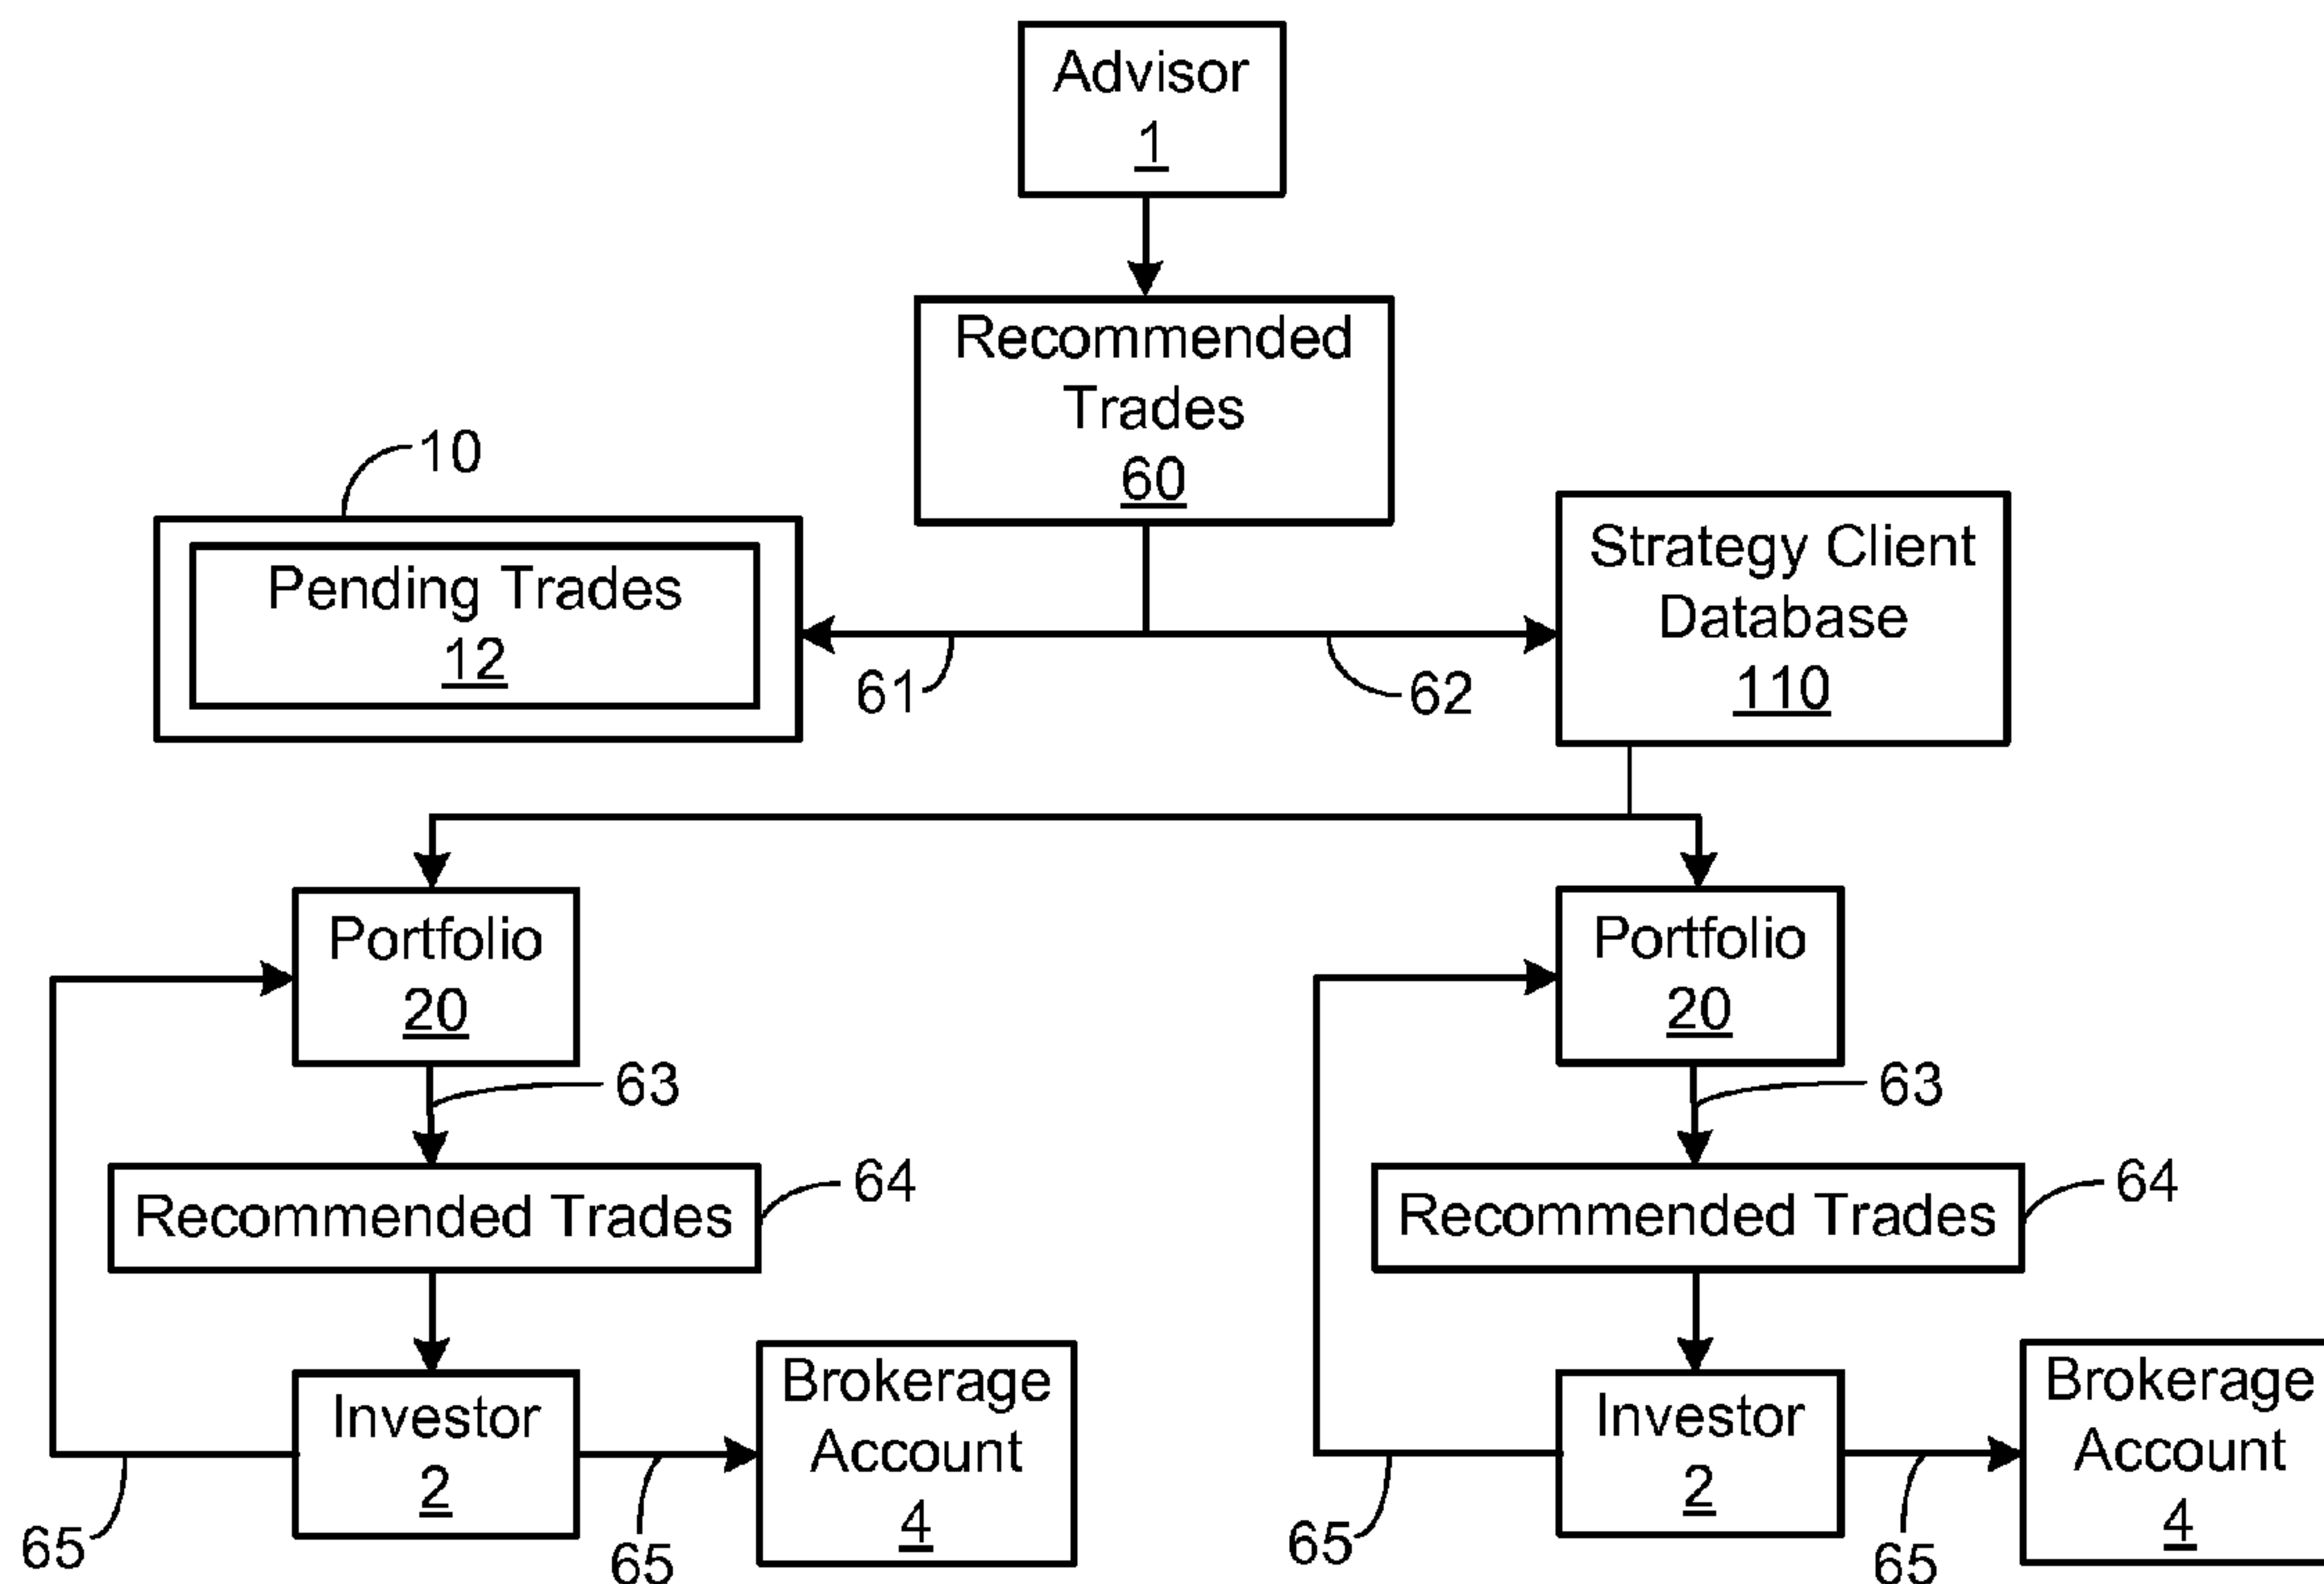 Advisor
1
Recommended
Trades
60
10
Pending Trades
12
61
62
Strategy Client
Database
110
Portfolio
20
63
Recommended Trades
64
Investor
2
65
65
Brokerage
Account
4
Portfolio
20
63
Recommended Trades
64
Investor
2
65
65
Brokerage
Account
4